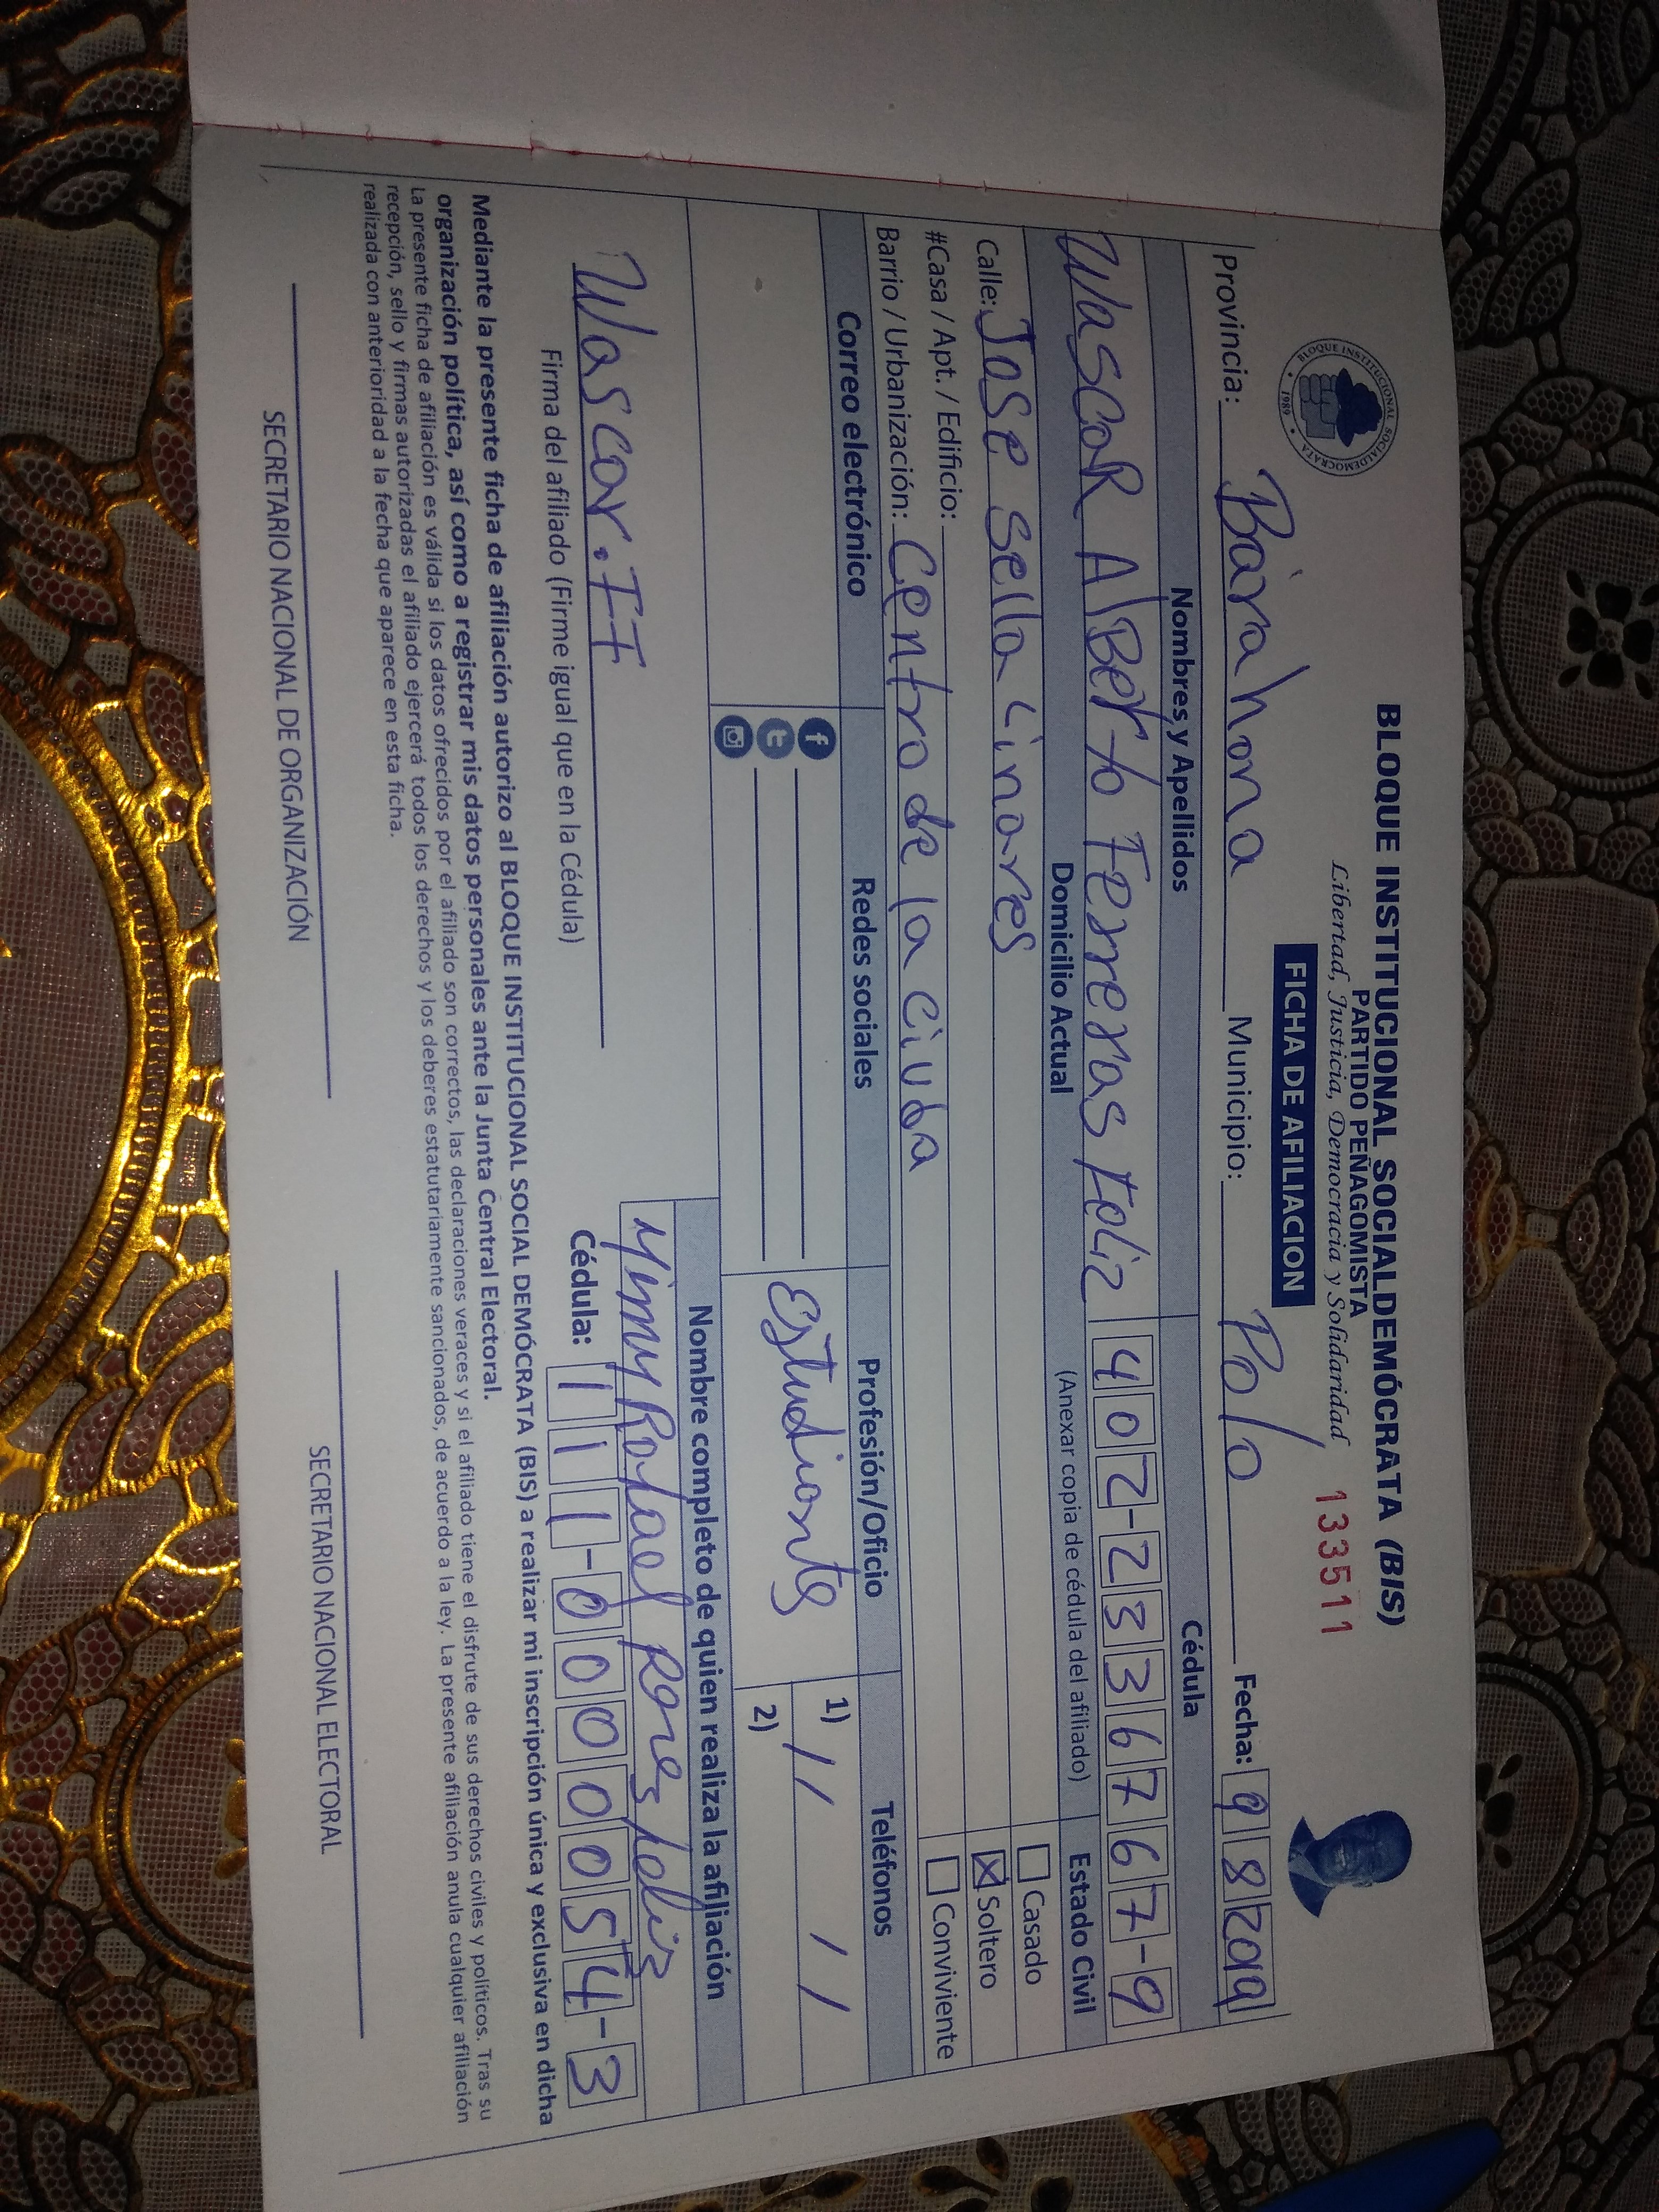 BLOQUE INSTITUCIONAL SOCIALDEMÓCRATA (BIS)
PARTIDO PEÑAGOMISTA
Libertad, Justicia, Democracia y Solidaridad
133511
BLOQUE INSTITUCIONAL SOCIALDEMOCRATA
1989
FICHA DE AFILIACION
Provincia: Barahona Municipio: Polo Fecha: 9 8 2019
Nombres y Apellidos Cédula
WascaR AlBerto Ferreras Feliz 402-2336767-9
Domicilio Actual (Anexar copia de cédula del afiliado) Estado Civil
Calle: Jose Sella Linares Casado
#Casa / Apt. / Edificio: Soltero
Barrio / Urbanización: Centro de la ciuda Conviviente
Correo electrónico Redes sociales Profesión/Oficio Teléfonos
Estudiante 1)
2)
Nombre completo de quien realiza la afiliación
Yimy Rafael
Wascar.FF
Firma del afiliado (Firme igual que en la Cédula) Cédula: 111-0000054-3
Mediante la presente ficha de afiliación autorizo al BLOQUE INSTITUCIONAL SOCIAL DEMÓCRATA (BIS) a realizar mi inscripción única y exclusiva en dicha
organización política, así como a registrar mis datos personales ante la Junta Central Electoral.
La presente ficha de afiliación es válida si los datos ofrecidos por el afiliado son correctos, las declaraciones veraces y si el afiliado tiene el disfrute de sus derechos civiles y políticos. Tras su
recepción, sello y firmas autorizadas el afiliado ejercerá todos los derechos y los deberes estatutariamente sancionados, de acuerdo a la ley. La presente afiliación anula cualquier afiliación
realizada con anterioridad a la fecha que aparece en esta ficha.
SECRETARIO NACIONAL DE ORGANIZACIÓN SECRETARIO NACIONAL ELECTORAL